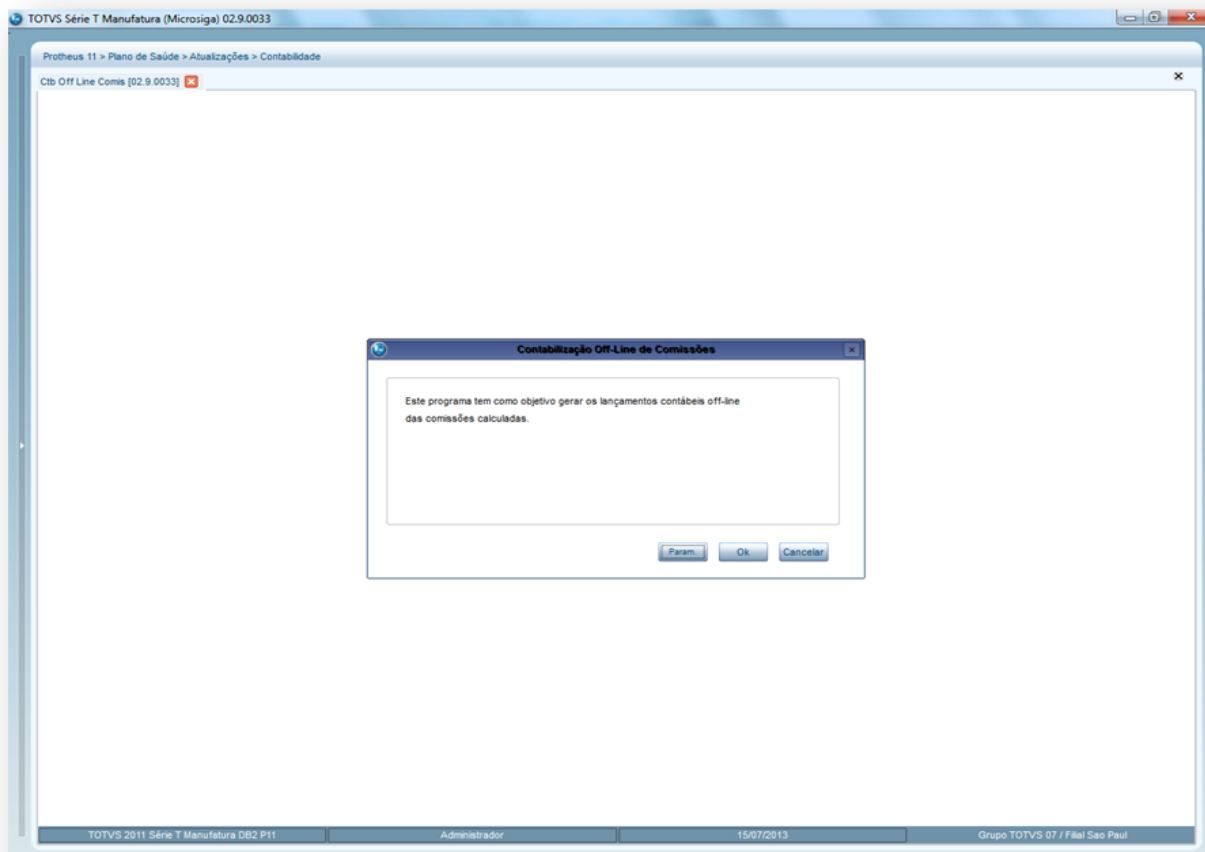 TOTVS Série T Manufatura (Microsiga) 02.9.0033
Protheus 11 > Plano de Saúde > Atualizações > Contabilidade
Ctb Off Line Comis [02.9.0033]
Contabilização Off-Line de Comissões
Este programa tem como objetivo gerar os lançamentos contábeis off-line
das comissões calculadas.
Param. Ok Cancelar
TOTVS 2011 Série T Manufatura DB2 P11 Administrador 15/07/2013 Grupo TOTVS 07 / Filial Sao Paul